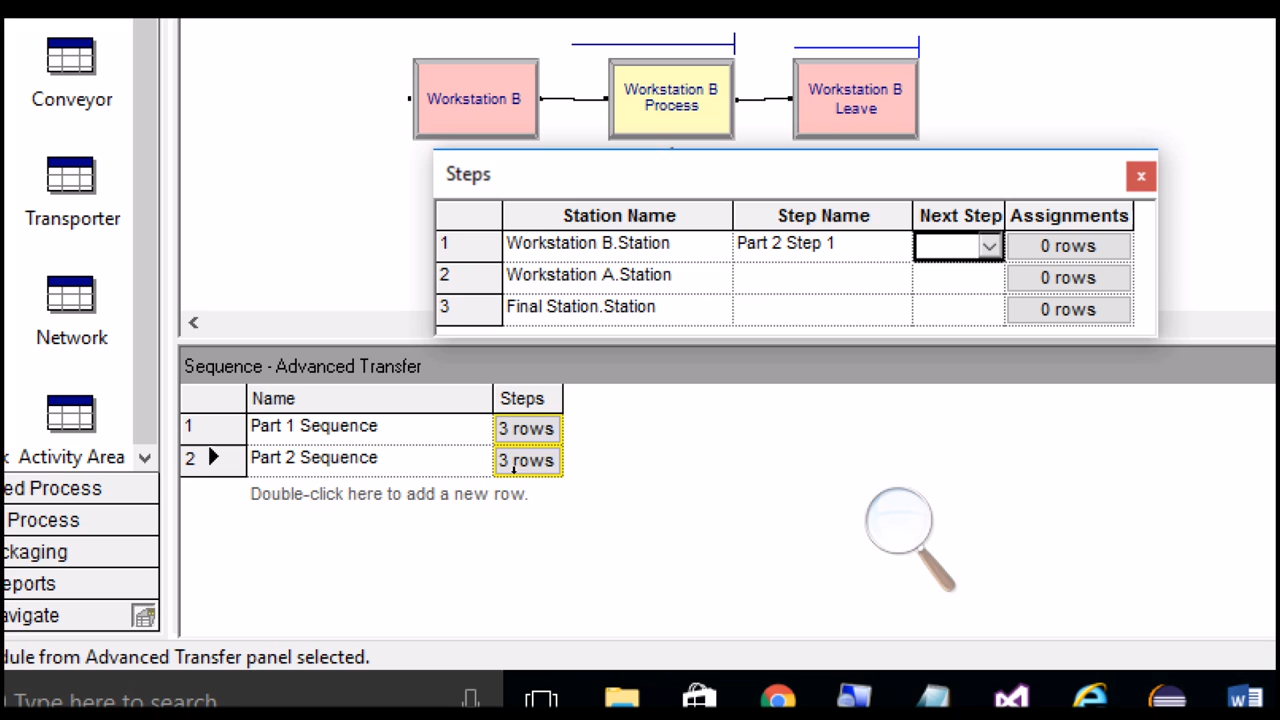 Conveyor
Transporter
Network
Activity Area
ed Process
Process
ckaging
eports
avigate
Workstation B
Workstation B
Process
Workstation B
Leave
Steps
x
Station Name Step Name Next Step Assignments
1 Workstation B.Station Part 2 Step 1 0 rows
2 Workstation A.Station 0 rows
3 Final Station.Station 0 rows
Sequence - Advanced Transfer
Name Steps
1 Part 1 Sequence 3 rows
2 Part 2 Sequence 3 rows
Double-click here to add a new row.
dule from Advanced Transfer panel selected.
Type here to search